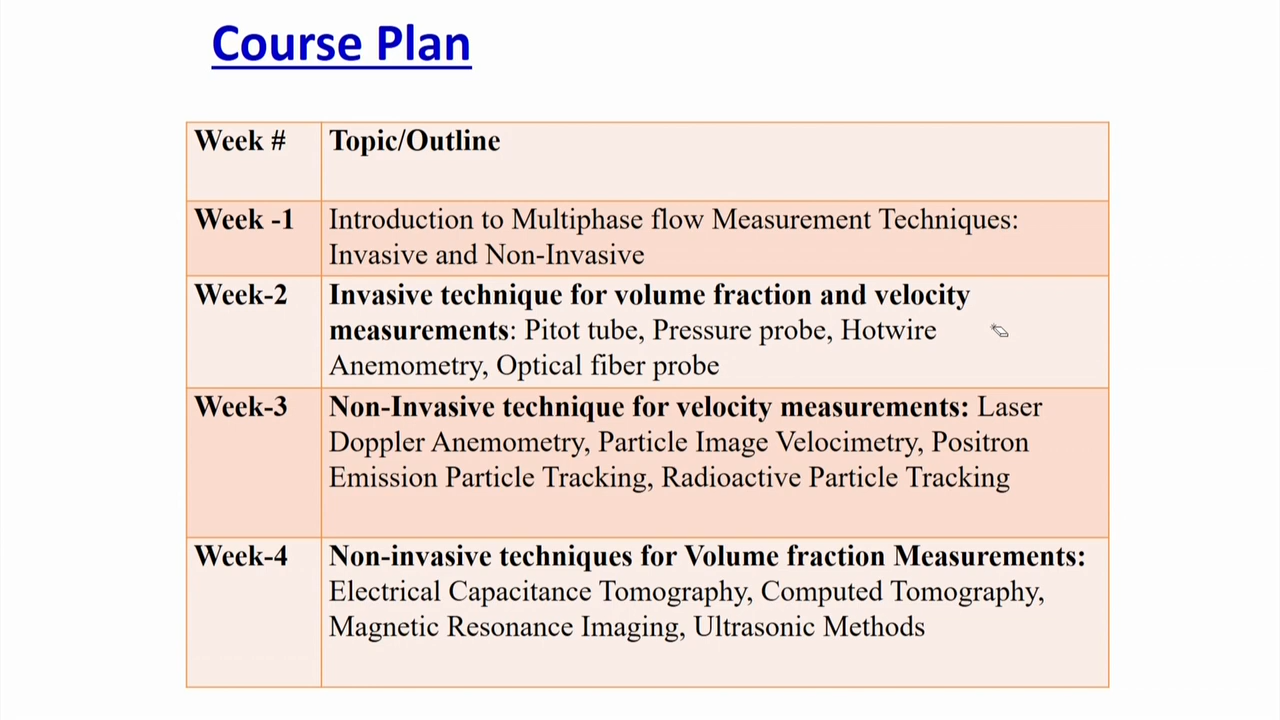 Course Plan
Week # Topic/Outline
Week -1 Introduction to Multiphase flow Measurement Techniques:
Invasive and Non-Invasive
Week-2 Invasive technique for volume fraction and velocity
measurements: Pitot tube, Pressure probe, Hotwire
Anemometry, Optical fiber probe
Week-3 Non-Invasive technique for velocity measurements: Laser
Doppler Anemometry, Particle Image Velocimetry, Positron
Emission Particle Tracking, Radioactive Particle Tracking
Week-4 Non-invasive techniques for Volume fraction Measurements:
Electrical Capacitance Tomography, Computed Tomography,
Magnetic Resonance Imaging, Ultrasonic Methods